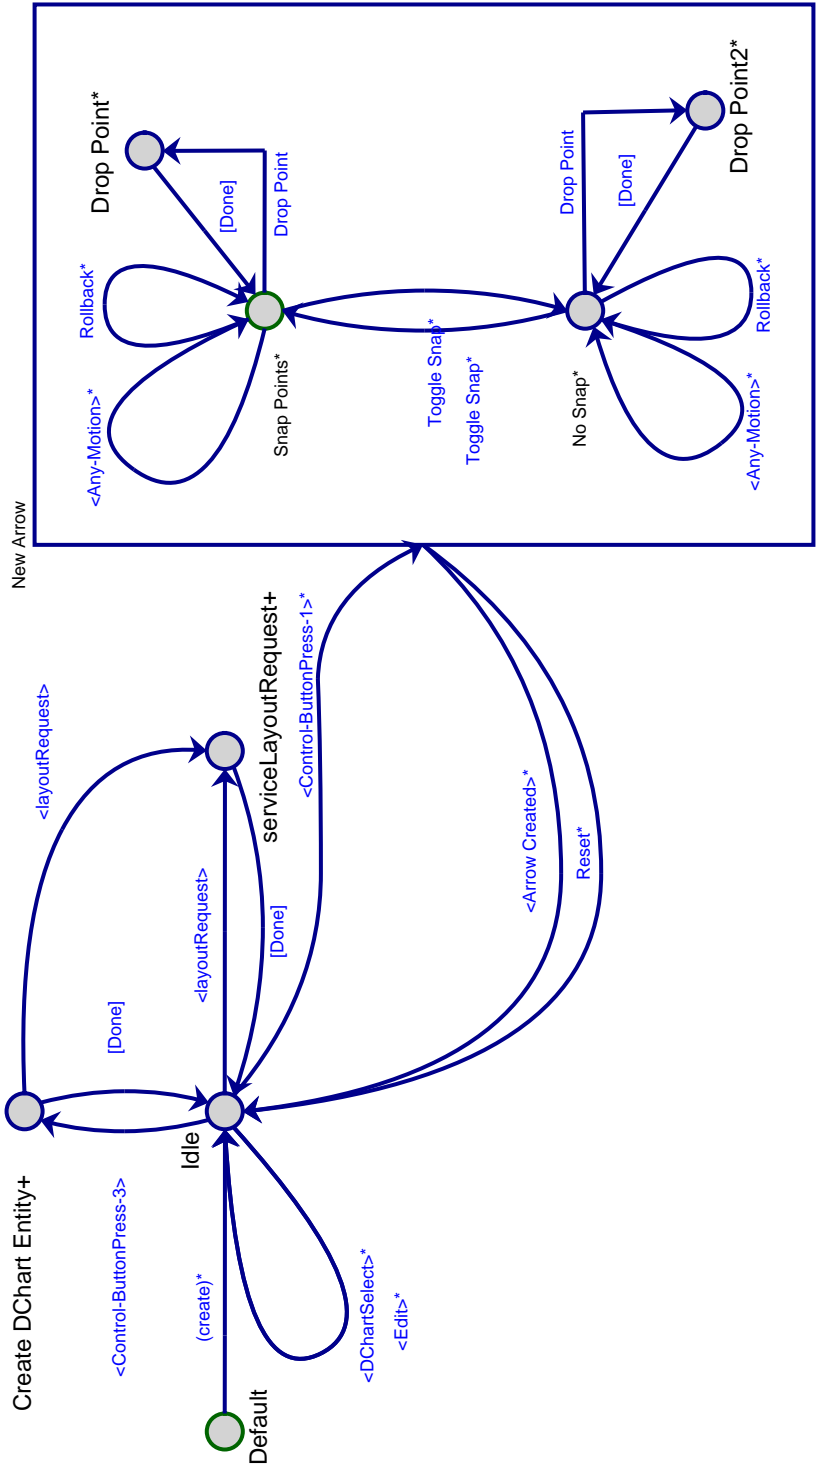 New Arrow
Drop Point*
[Done]
Drop Point
Rollback*
<Any-Motion>*
Snap Points*
Toggle Snap*
Toggle Snap*
No Snap*
Drop Point
[Done]
Drop Point2*
Rollback*
<Any-Motion>*
<layoutRequest>
serviceLayoutRequest+
<Control-ButtonPress-1>*
<layoutRequest>
[Done]
[Done]
<Arrow Created>*
Reset*
Create DChart Entity+
<Control-ButtonPress-3>
Idle
(create)*
<DChartSelect>*
<Edit>*
Default